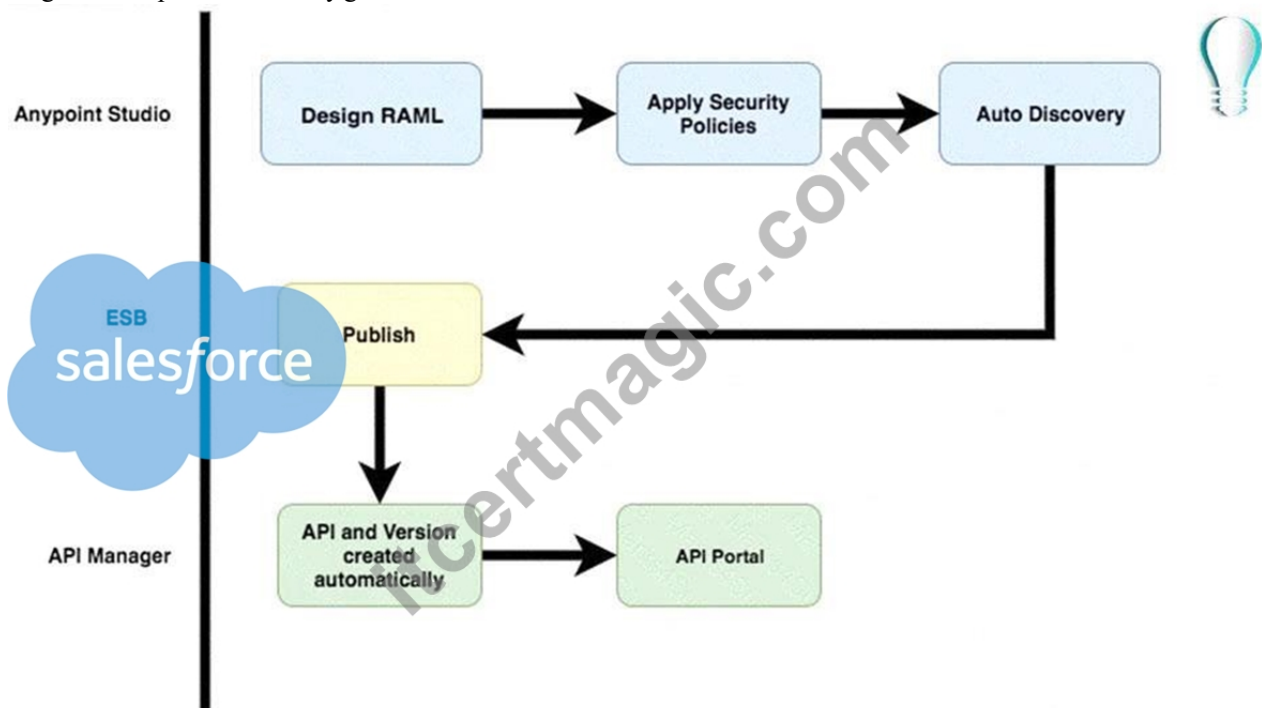 Anypoint Studio
Design RAML
Apply Security
Policies
Auto Discovery
ESB
salesforce
Publish
API Manager
API and Version
created
automatically
API Portal
itcertmagic.com